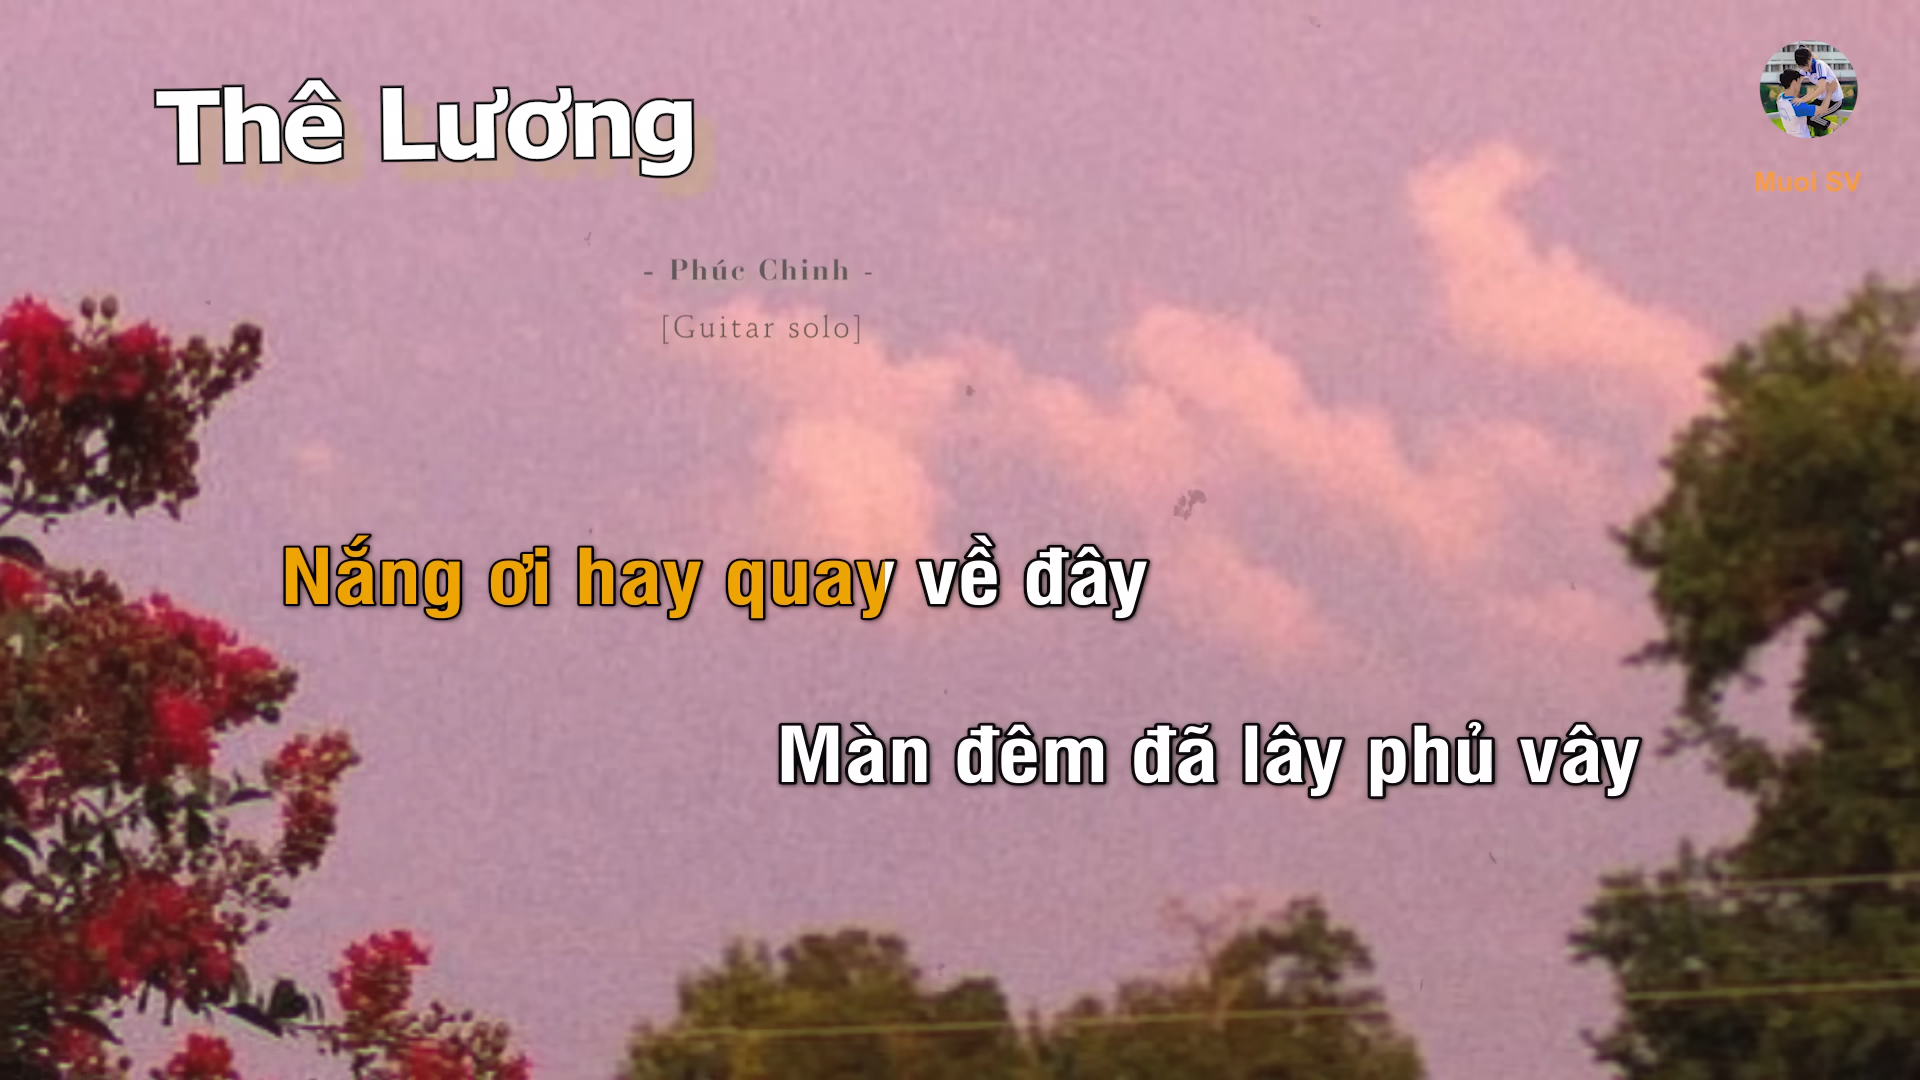 Thê Lương
Muoi SV
- Phúc Chinh -
[Guitar solo]
Nắng ơi hay quay về đây
Màn đêm đã lây phủ vây